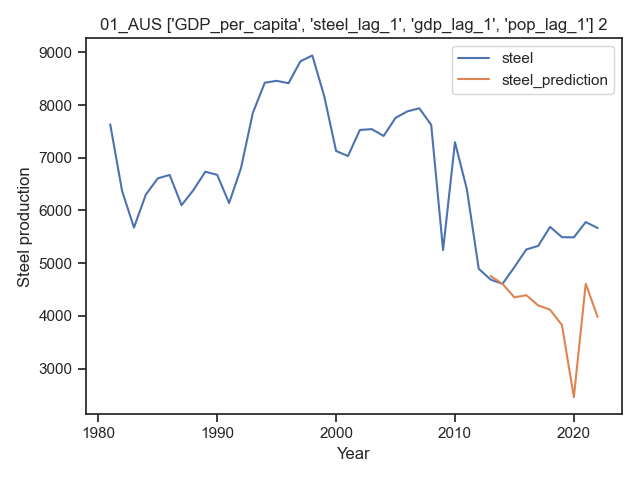 01_AUS ['GDP_per_capita', 'steel_lag_1', 'gdp_lag_1', 'pop_lag_1'] 2
steel
steel_prediction
9000
8000
7000
6000
5000
4000
3000
Steel production
1980
1990
2000
2010
2020
Year